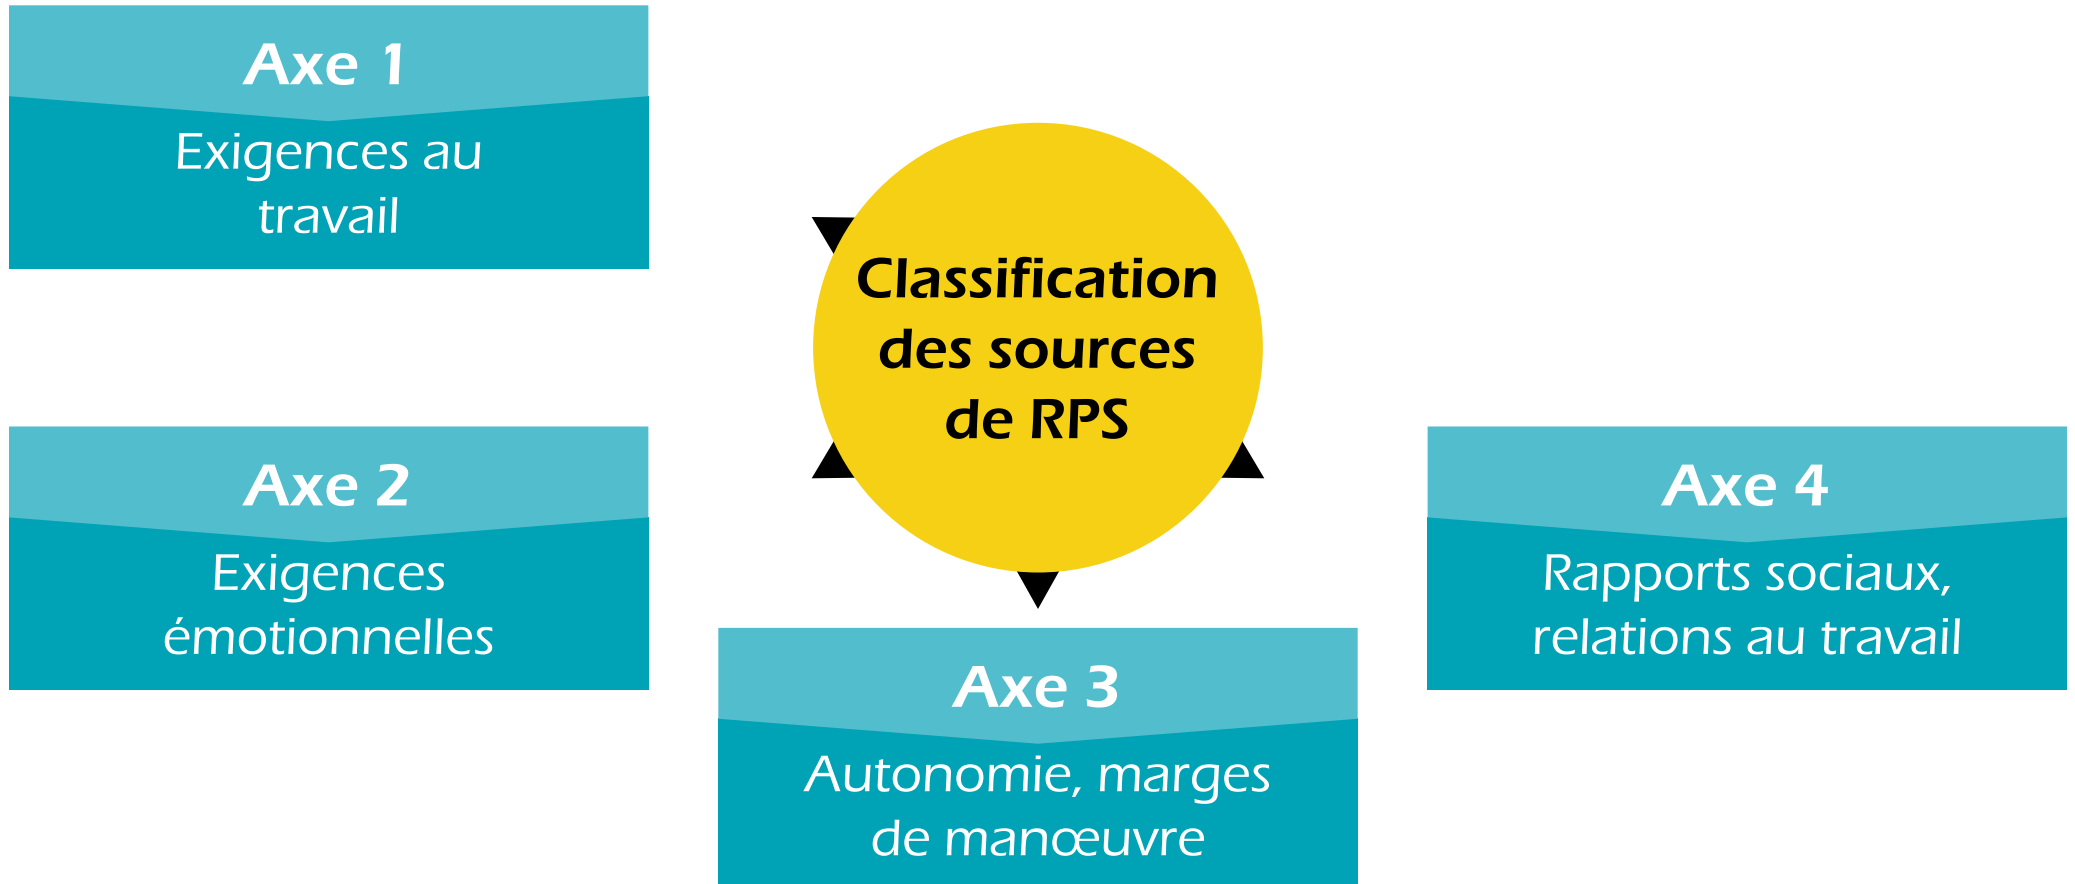 Axe 1
Exigences au
travail
Classification
des sources
de RPS
Axe 2
Exigences
émotionnelles
Axe 3
Autonomie, marges
de manœuvre
Axe 4
Rapports sociaux,
relations au travail